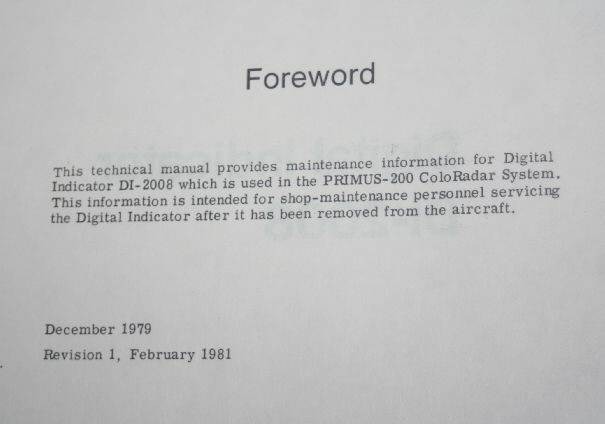 Foreword
This technical manual provides maintenance information for Digital
Indicator DI-2008 which is used in the PRIMUS-200 ColoRadar System.
This information is intended for shop-maintenance personnel servicing
the Digital Indicator after it has been removed from the aircraft.
December 1979
Revision 1, February 1981